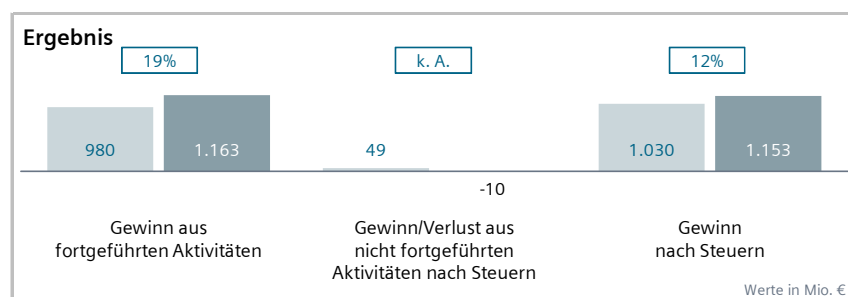 Ergebnis
19% k. A. 12%
980 1.163 49 1.030 1.153
-10
Gewinn aus
fortgeführten Aktivitäten
Gewinn/Verlust aus
nicht fortgeführten
Aktivitäten nach Steuern
Gewinn
nach Steuern
Werte in Mio. €